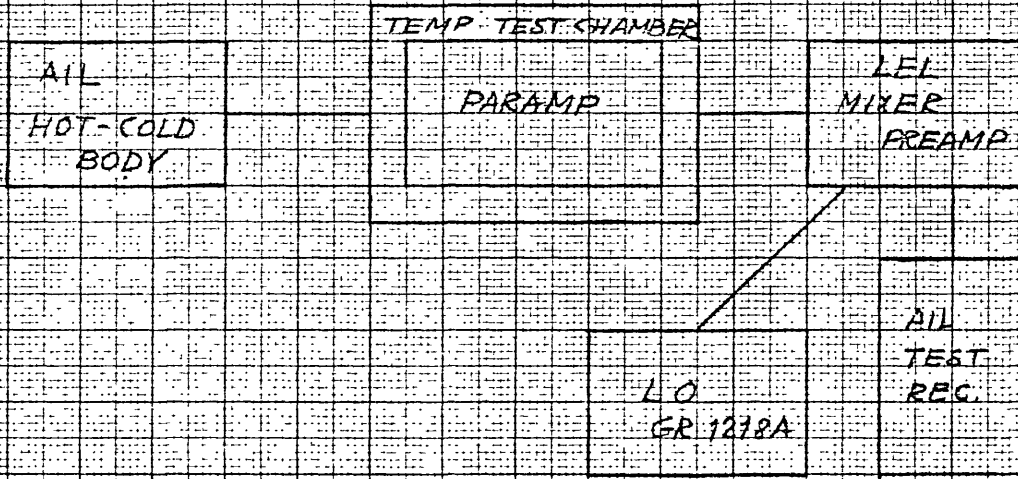 TEMP TEST CHAMBER
AIL
HOT-COLD
BODY
PARAMP
LEL
MIXER
PREAMP
LO
GR 1218A
AIL
TEST
REC.